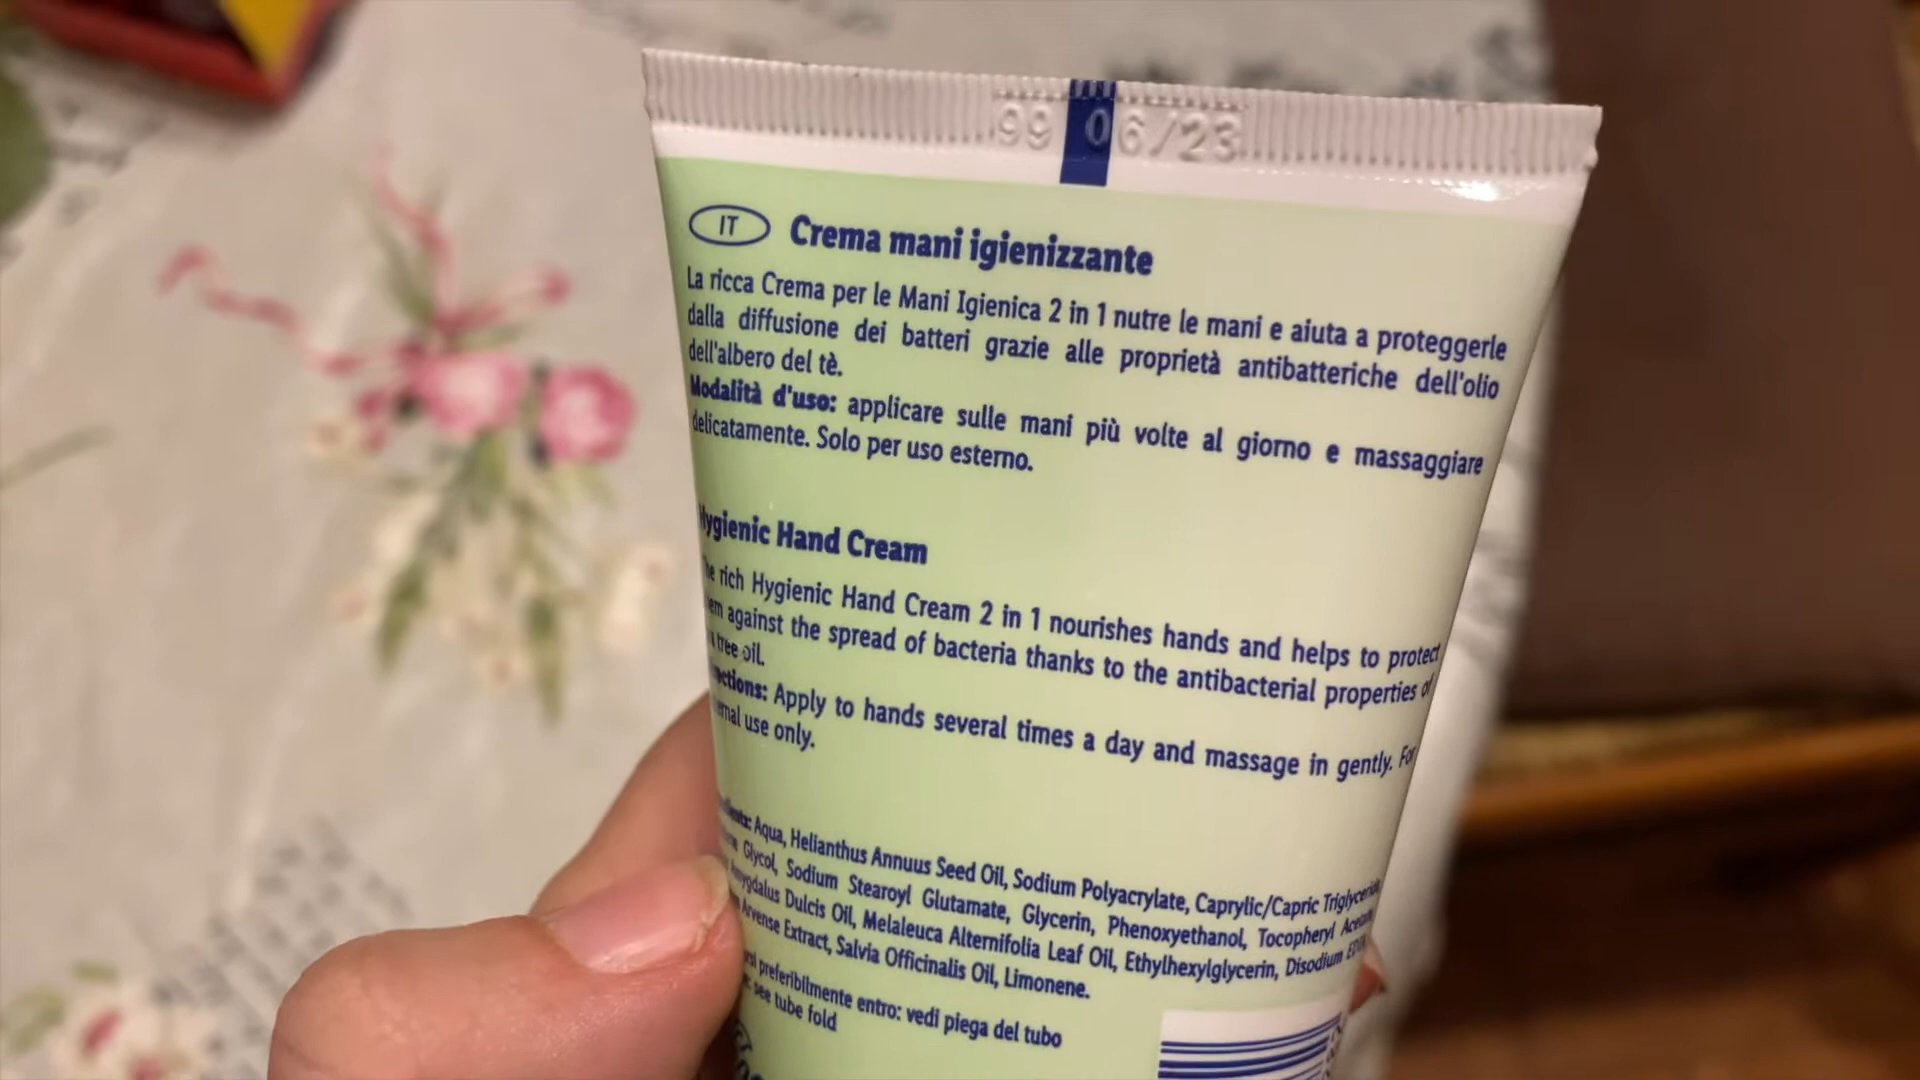 99 06/23
IT Crema mani igienizzante
La ricca Crema per le Mani Igienica 2 in 1 nutre le mani e aiuta a proteggerle
dalla diffusione dei batteri grazie alle proprietà antibatteriche dell'olio
dell'albero del tè.
Modalità d'uso: applicare sulle mani più volte al giorno e massaggiare
delicatamente. Solo per uso esterno.
Hygienic Hand Cream
rich Hygienic Hand Cream 2 in 1 nourishes hands and helps to protect
against the spread of bacteria thanks to the antibacterial properties of
tree oil.
Apply to hands several times a day and massage in gently. For
use only.
Aqua, Helianthus Annuus Seed Oil, Sodium Polyacrylate, Caprylic/Capric Triglyceride,
Glycol, Sodium Stearoyl Glutamate, Glycerin, Phenoxyethanol, Tocopheryl Acetate,
Amygdalus Dulcis Oil, Melaleuca Alternifolia Leaf Oil, Ethylhexylglycerin, Disodium EDTA,
Arvense Extract, Salvia Officinalis Oil, Limonene.
preferibilmente entro: vedi piega del tubo
see tube fold